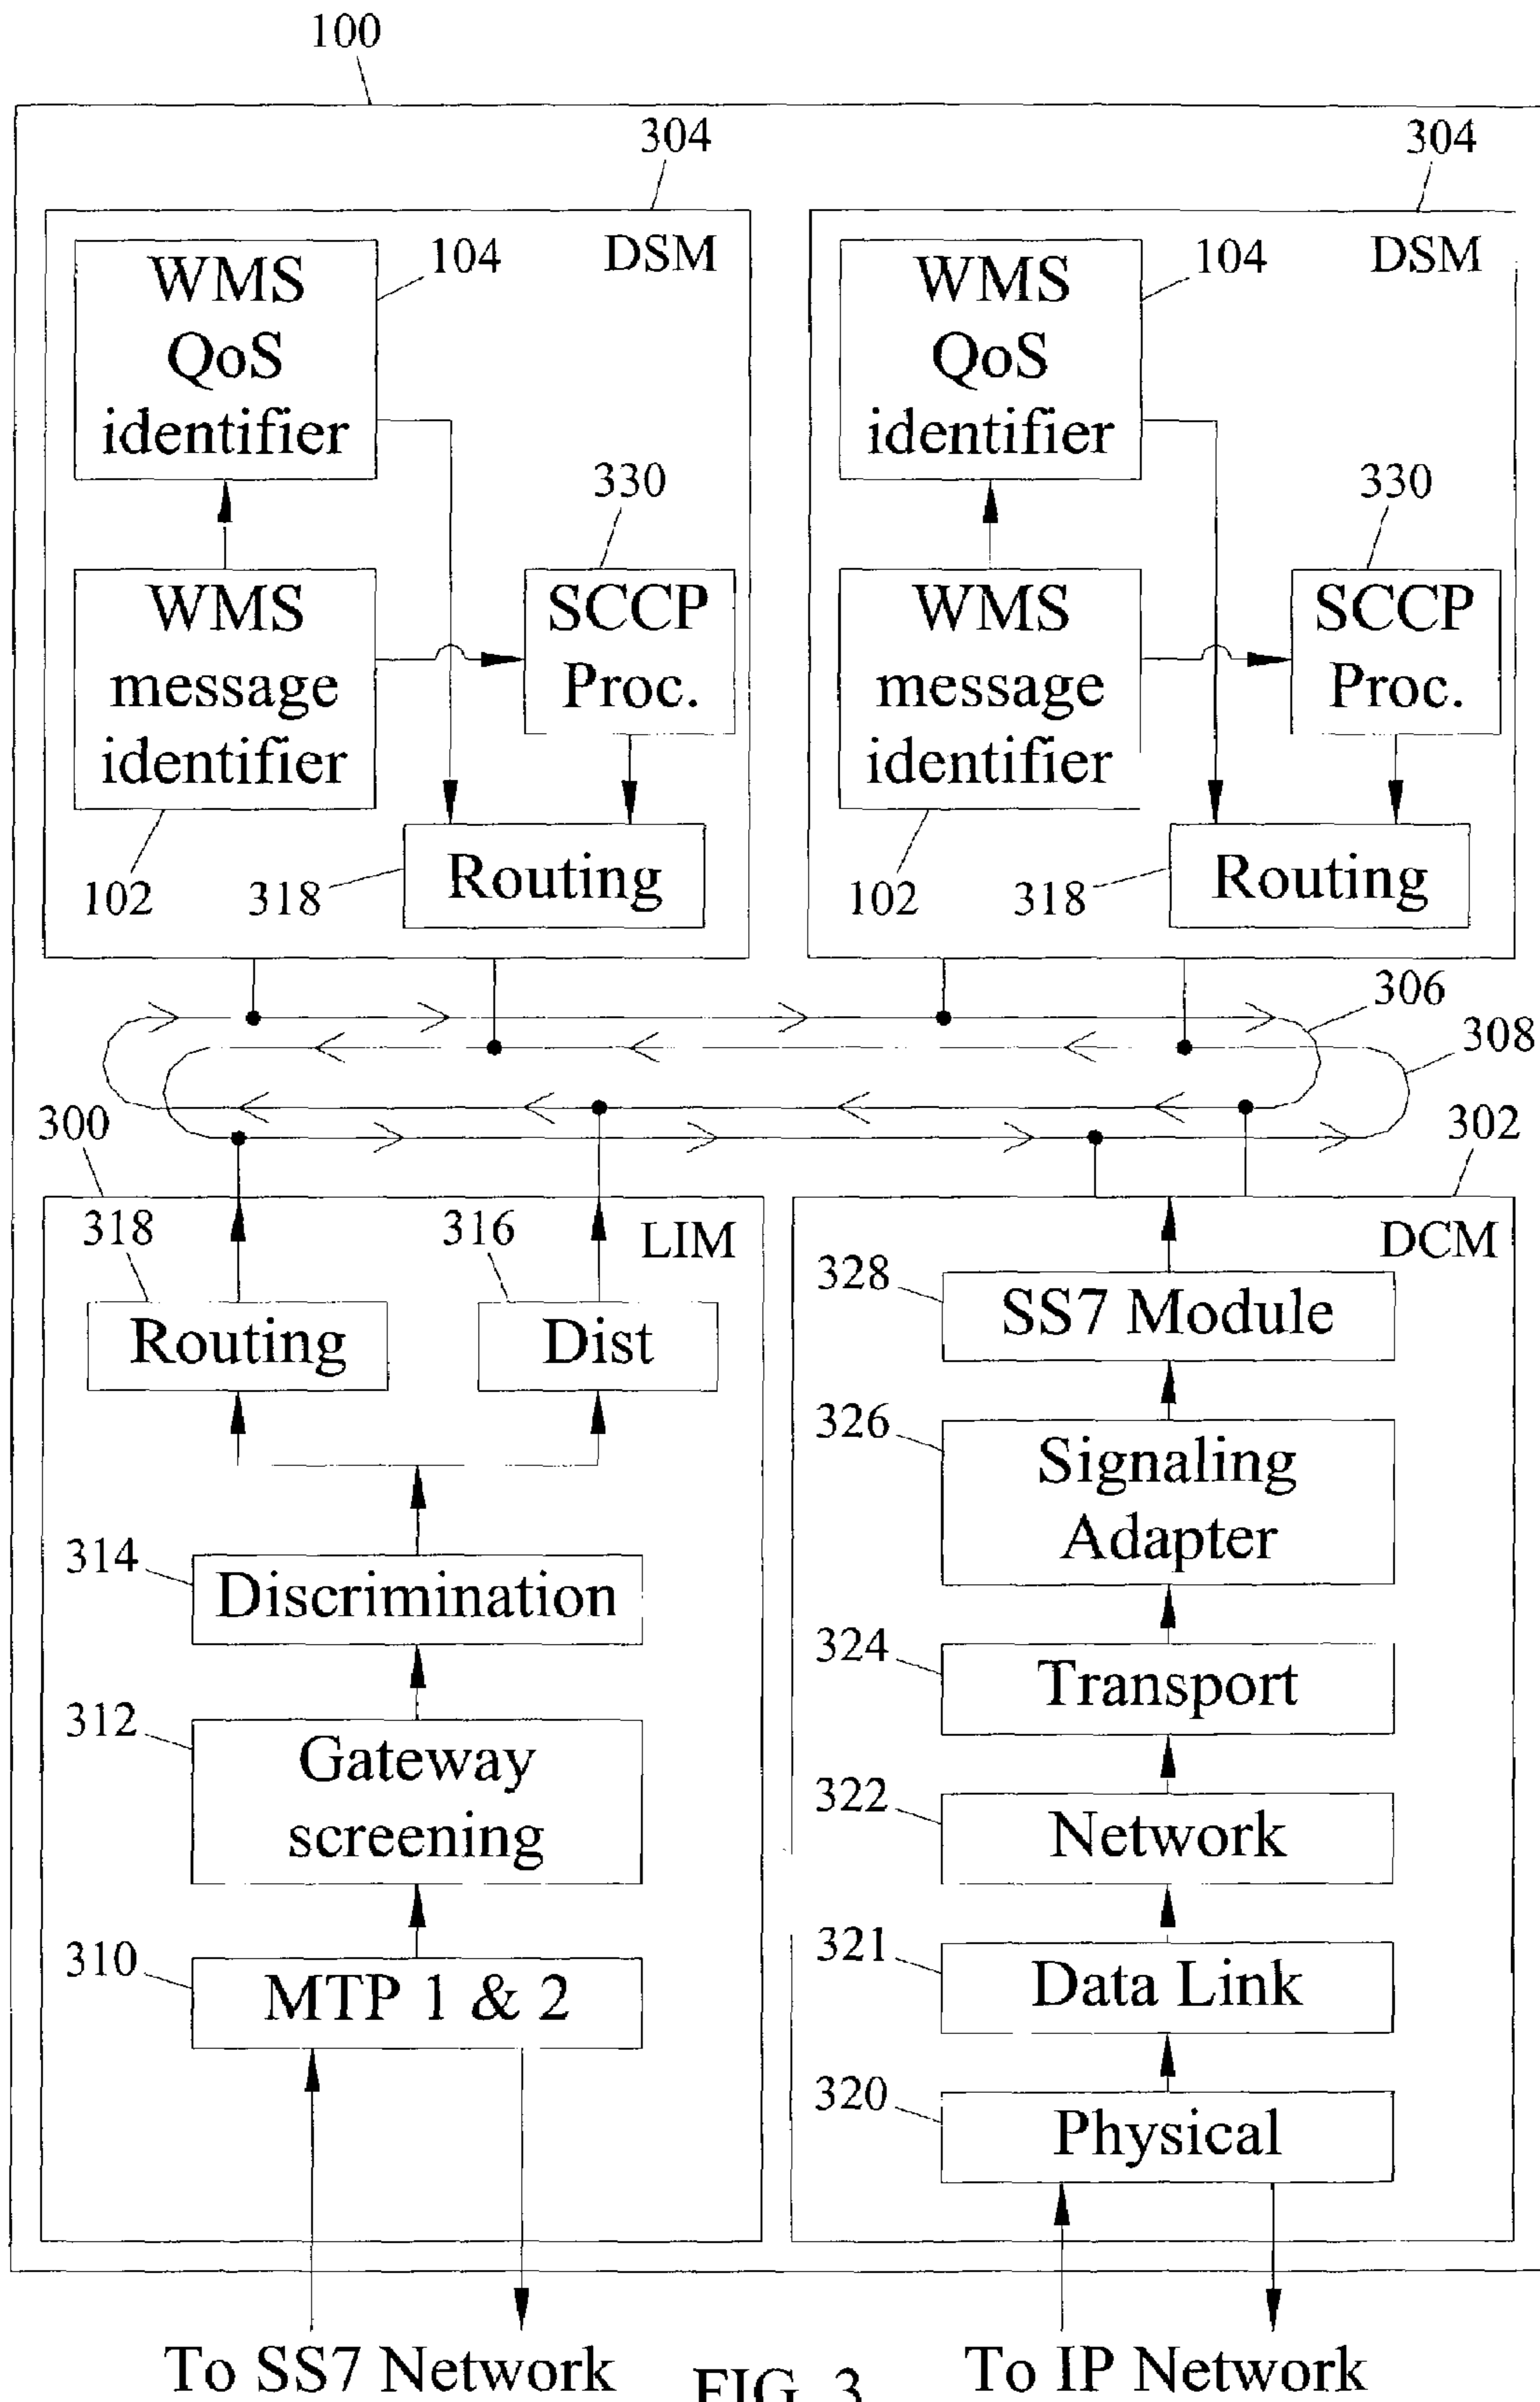 100
304
304
DSM
WMS
QoS
identifier
104
330
WMS
message
identifier
SCCP
Proc.
102
318
Routing
DSM
WMS
QoS
identifier
104
330
WMS
message
identifier
SCCP
Proc.
102
318
Routing
306
308
300
302
318
316
LIM
Routing
Dist
314
Discrimination
312
Gateway
screening
310
MTP 1 & 2
DCM
328
SS7 Module
326
Signaling
Adapter
324
Transport
322
Network
321
Data Link
320
Physical
To SS7 Network
FIG. 3
To IP Network